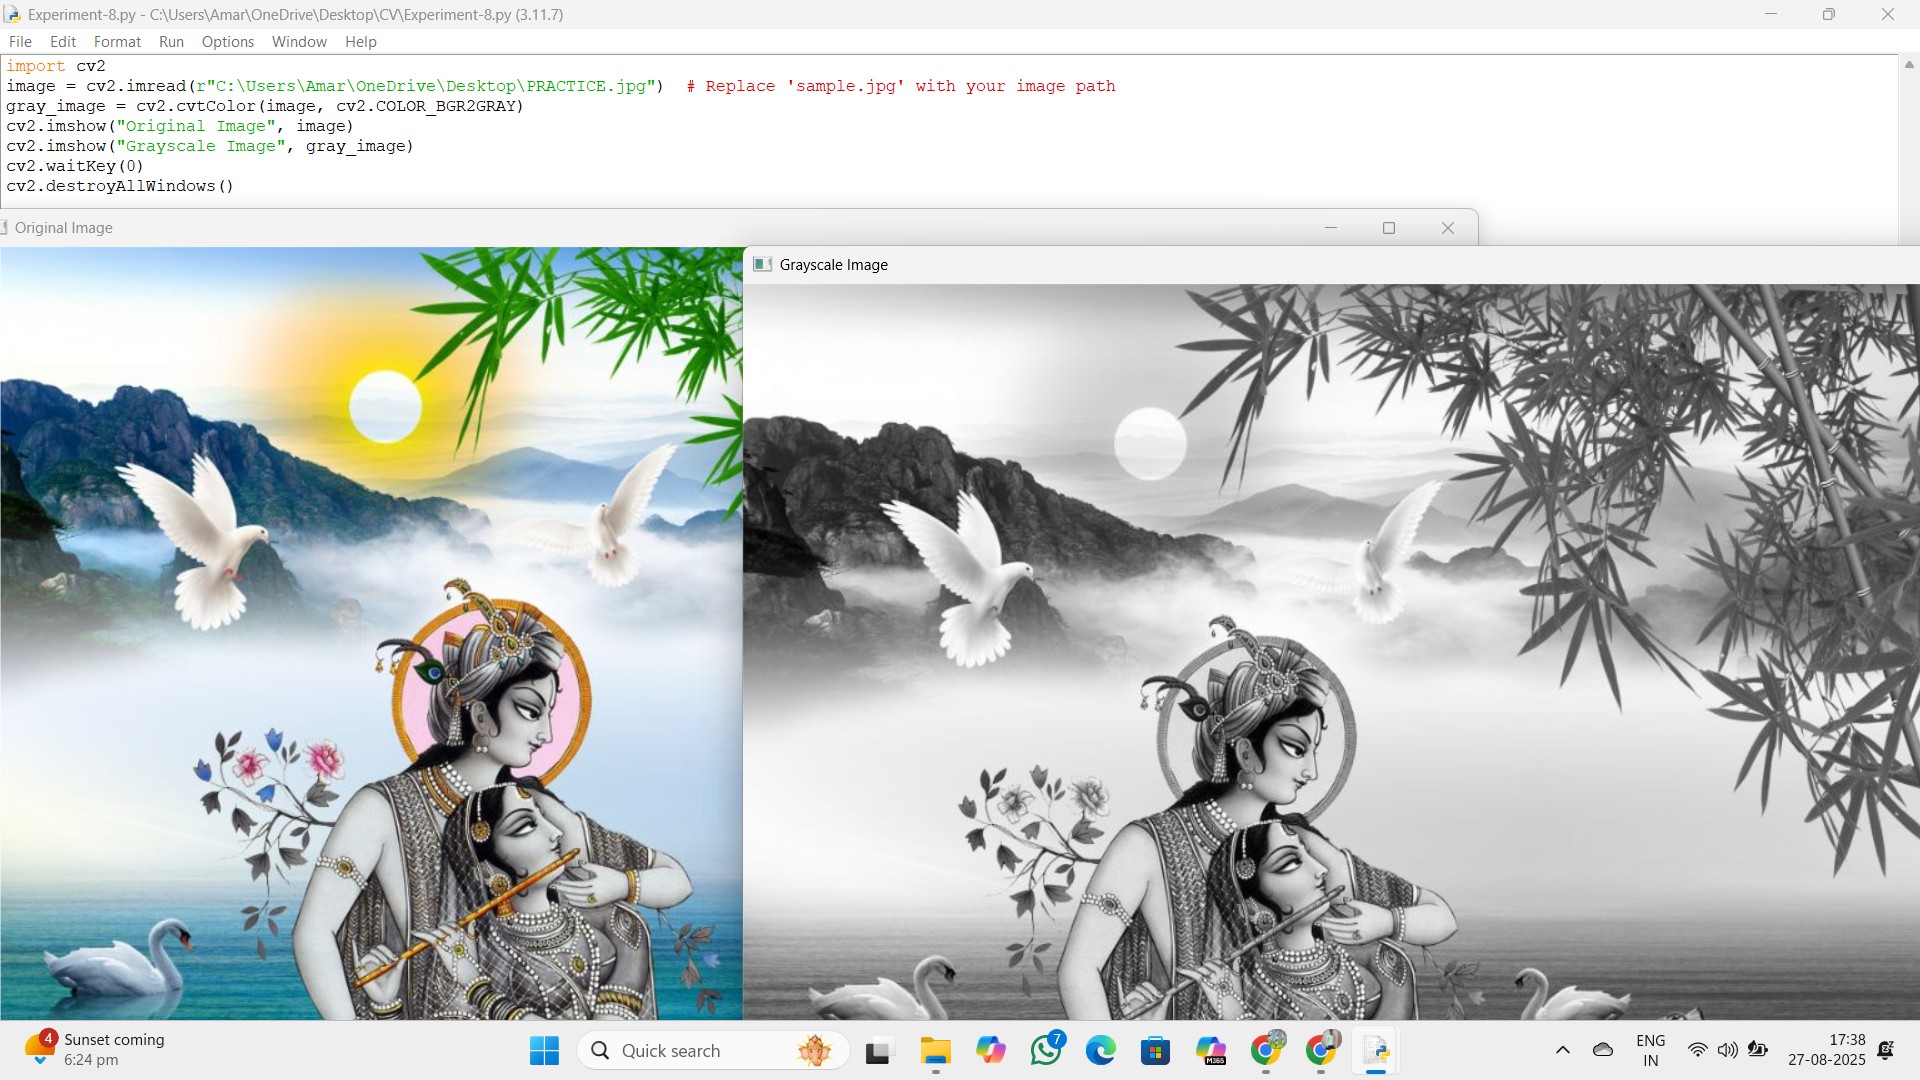 Experiment-8.py - C:\Users\Amar\OneDrive\Desktop\CV\Experiment-8.py (3.11.7)
File Edit Format Run Options Window Help
import cv2
image = cv2.imread(r"C:\Users\Amar\OneDrive\Desktop\PRACTICE.jpg")  # Replace 'sample.jpg' with your image path
gray_image = cv2.cvtColor(image, cv2.COLOR_BGR2GRAY)
cv2.imshow("Original Image", image)
cv2.imshow("Grayscale Image", gray_image)
cv2.waitKey(0)
cv2.destroyAllWindows()
Original Image
Grayscale Image
4
Sunset coming
6:24 pm
Quick search
7
M365
ENG
IN
17:38
27-08-2025